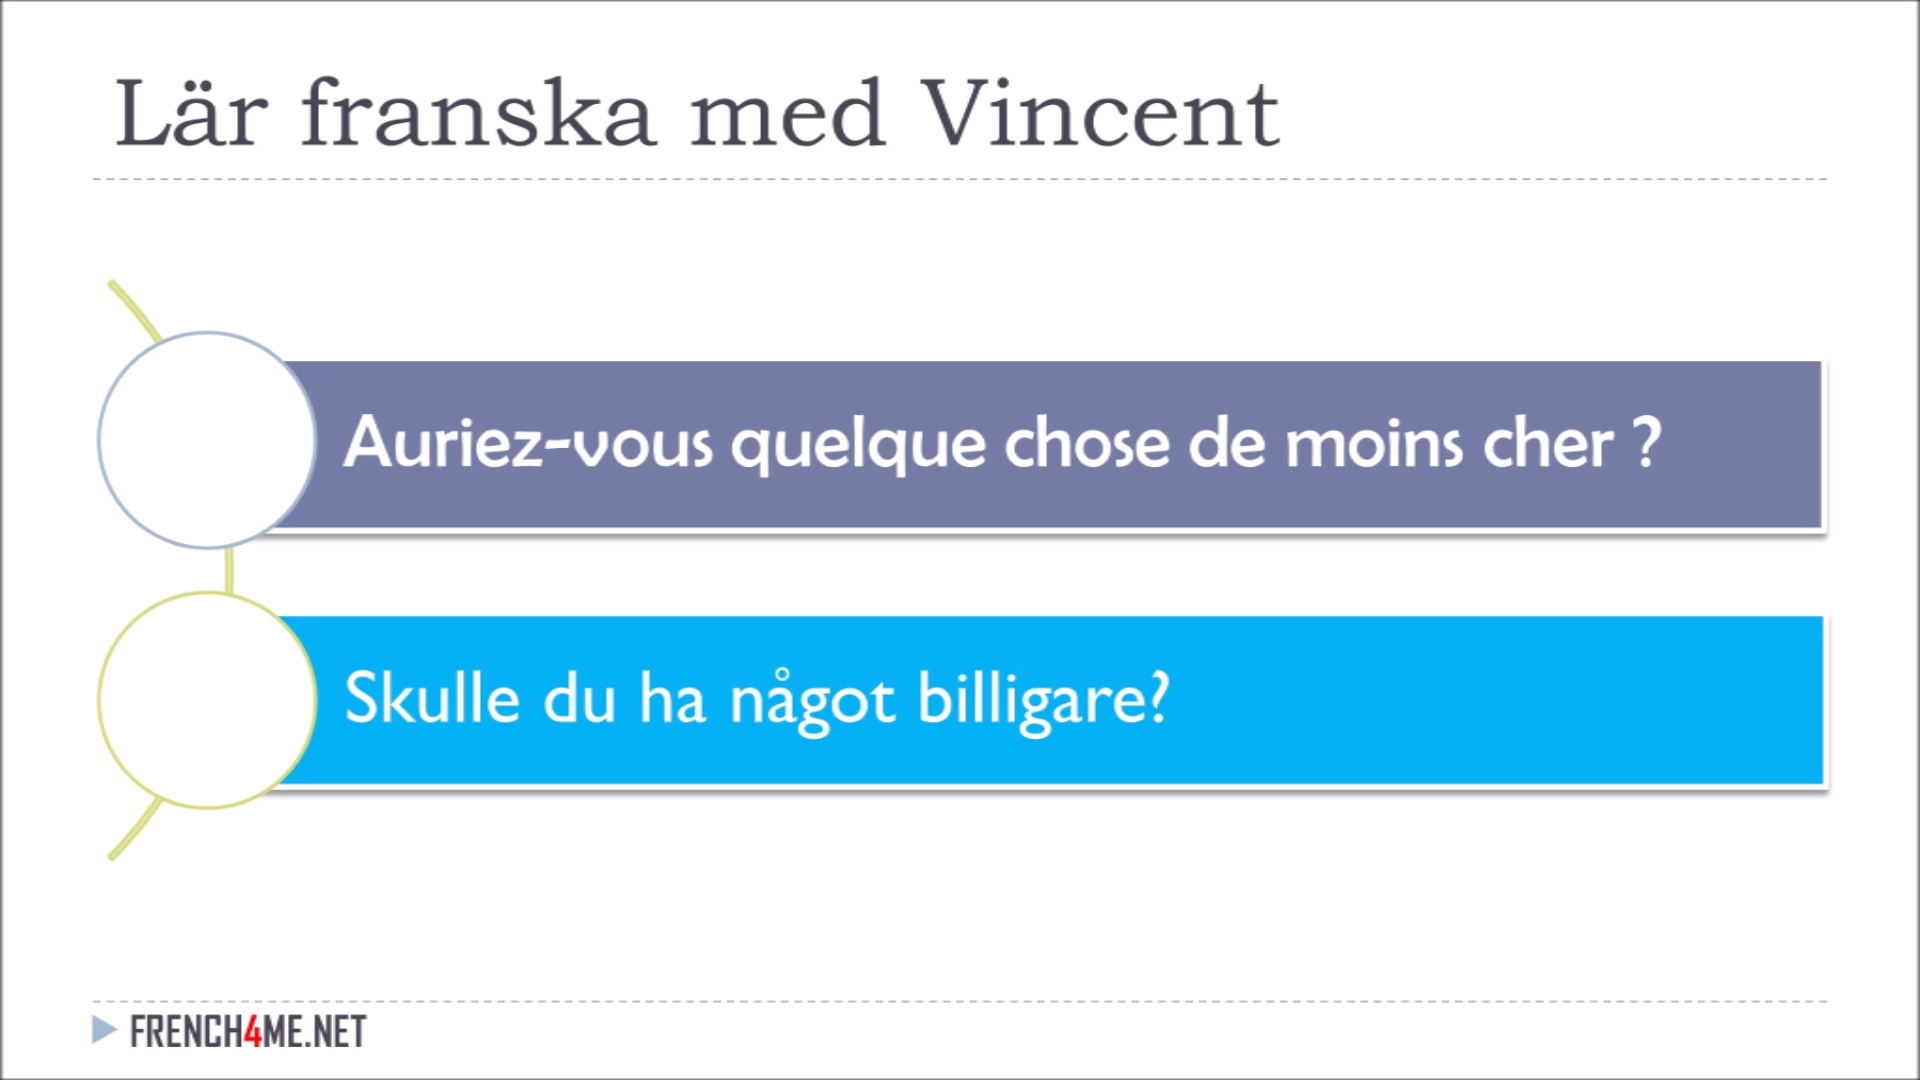 Lär franska med Vincent
Auriez-vous quelque chose de moins cher ?
Skulle du ha något billigare?
FRENCH4ME.NET